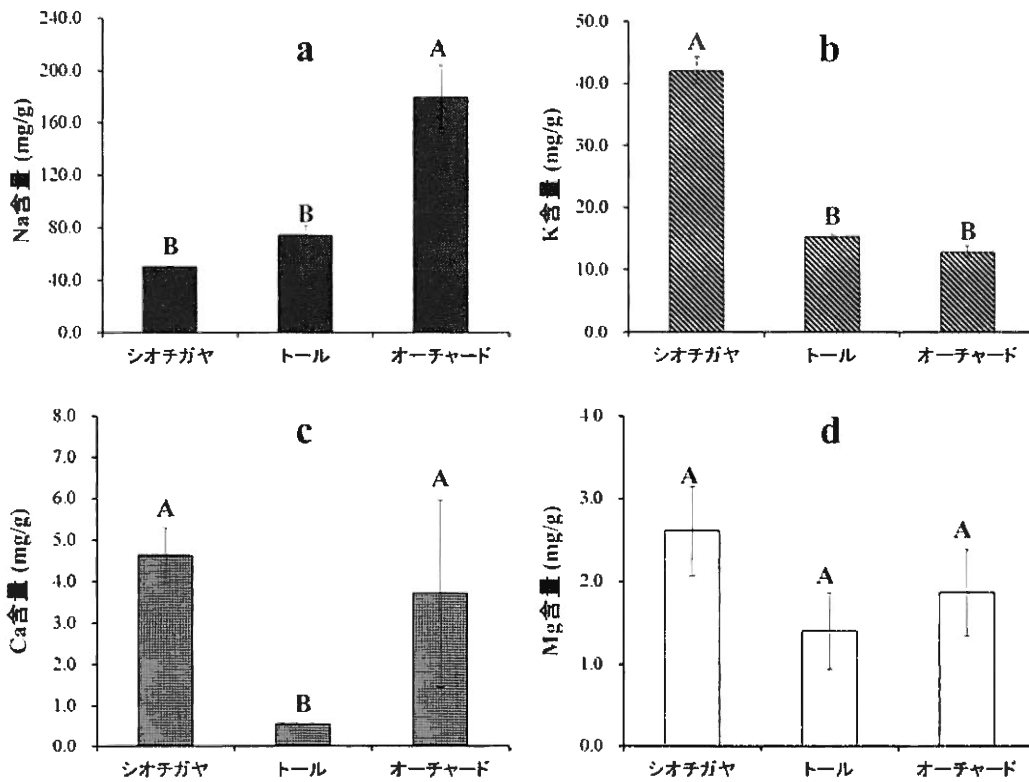 a
Na含量 (mg/g)
240.0
200.0
160.0
120.0
80.0
40.0
0.0
B
B
A
シオチガヤ
トール
オーチャード
b
K含量 (mg/g)
50.0
40.0
30.0
20.0
10.0
0.0
A
B
B
シオチガヤ
トール
オーチャード
c
Ca含量 (mg/g)
8.0
7.0
6.0
5.0
4.0
3.0
2.0
1.0
0.0
A
B
A
シオチガヤ
トール
オーチャード
d
Mg含量 (mg/g)
4.0
3.0
2.0
1.0
0.0
A
A
A
シオチガヤ
トール
オーチャード